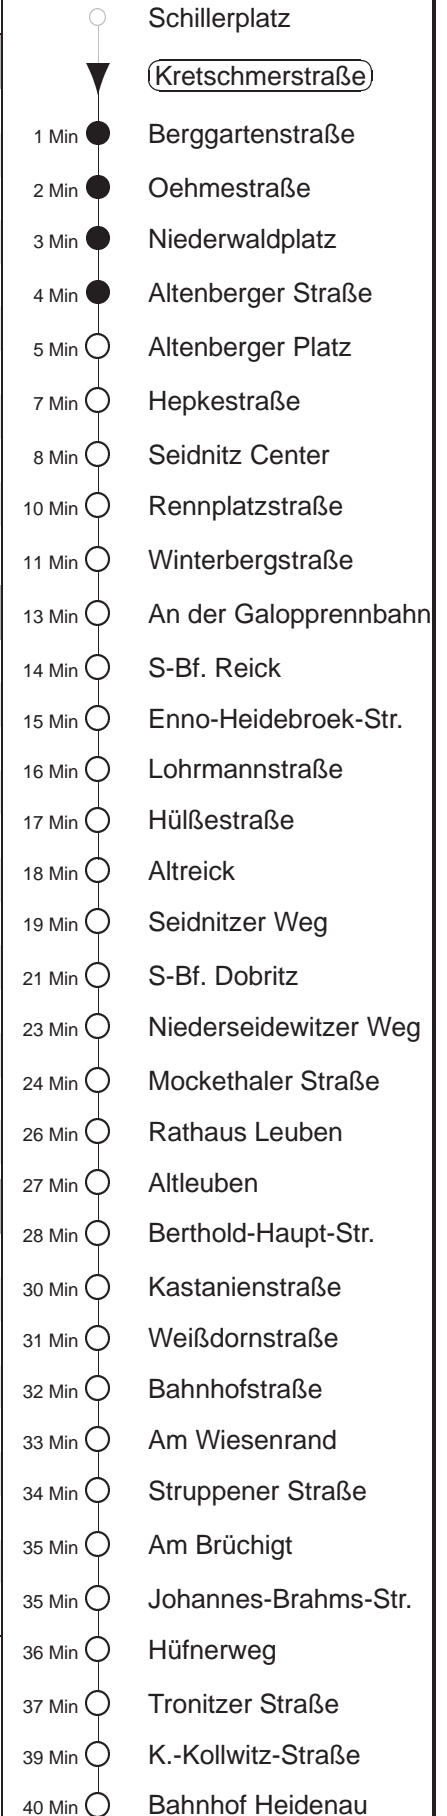 Schillerplatz
Kretschmerstraße
1 Min Berggartenstraße
2 Min Oehmestraße
3 Min Niederwaldplatz
4 Min Altenberger Straße
5 Min Altenberger Platz
7 Min Hepkestraße
8 Min Seidnitz Center
10 Min Rennplatzstraße
11 Min Winterbergstraße
13 Min An der Galopprennbahn
14 Min S-Bf. Reick
15 Min Enno-Heidebroek-Str.
16 Min Lohrmannstraße
17 Min Hülßestraße
18 Min Altreick
19 Min Seidnitzer Weg
21 Min S-Bf. Dobritz
23 Min Niederseidewitzer Weg
24 Min Mockethaler Straße
26 Min Rathaus Leuben
27 Min Altleuben
28 Min Berthold-Haupt-Str.
30 Min Kastanienstraße
31 Min Weißdornstraße
32 Min Bahnhofstraße
33 Min Am Wiesenrand
34 Min Struppener Straße
35 Min Am Brüchigt
35 Min Johannes-Brahms-Str.
36 Min Hüfnerweg
37 Min Tronitzer Straße
39 Min K.-Kollwitz-Straße
40 Min Bahnhof Heidenau